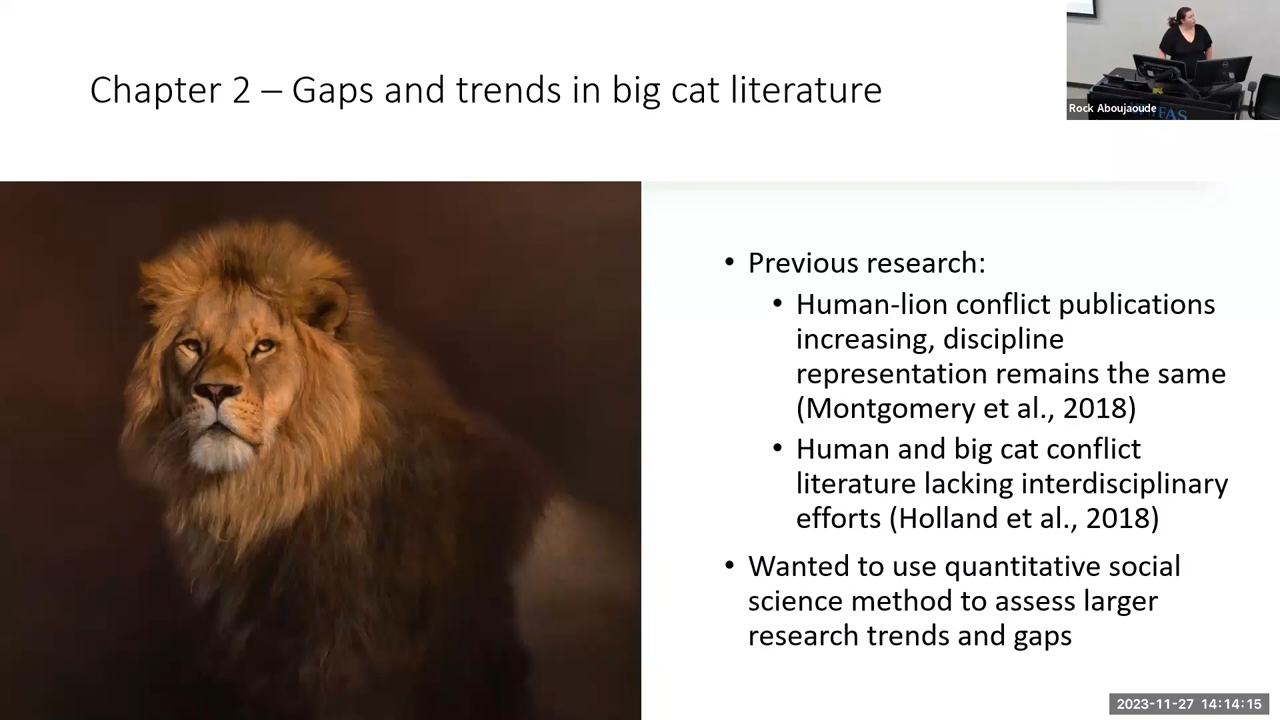 Chapter 2 – Gaps and trends in big cat literature
Rock Aboujaoude
FAS
• Previous research:
• Human-lion conflict publications
increasing, discipline
representation remains the same
(Montgomery et al., 2018)
• Human and big cat conflict
literature lacking interdisciplinary
efforts (Holland et al., 2018)
• Wanted to use quantitative social
science method to assess larger
research trends and gaps
2023-11-27 14:14:15